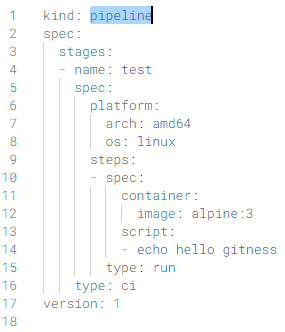 1 kind: pipeline
2 spec:
3   stages:
4   - name: test
5     spec:
6       platform:
7         arch: amd64
8         os: linux
9       steps:
10       - spec:
11           container:
12             image: alpine:3
13           script:
14           - echo hello gitness
15         type: run
16     type: ci
17 version: 1
18